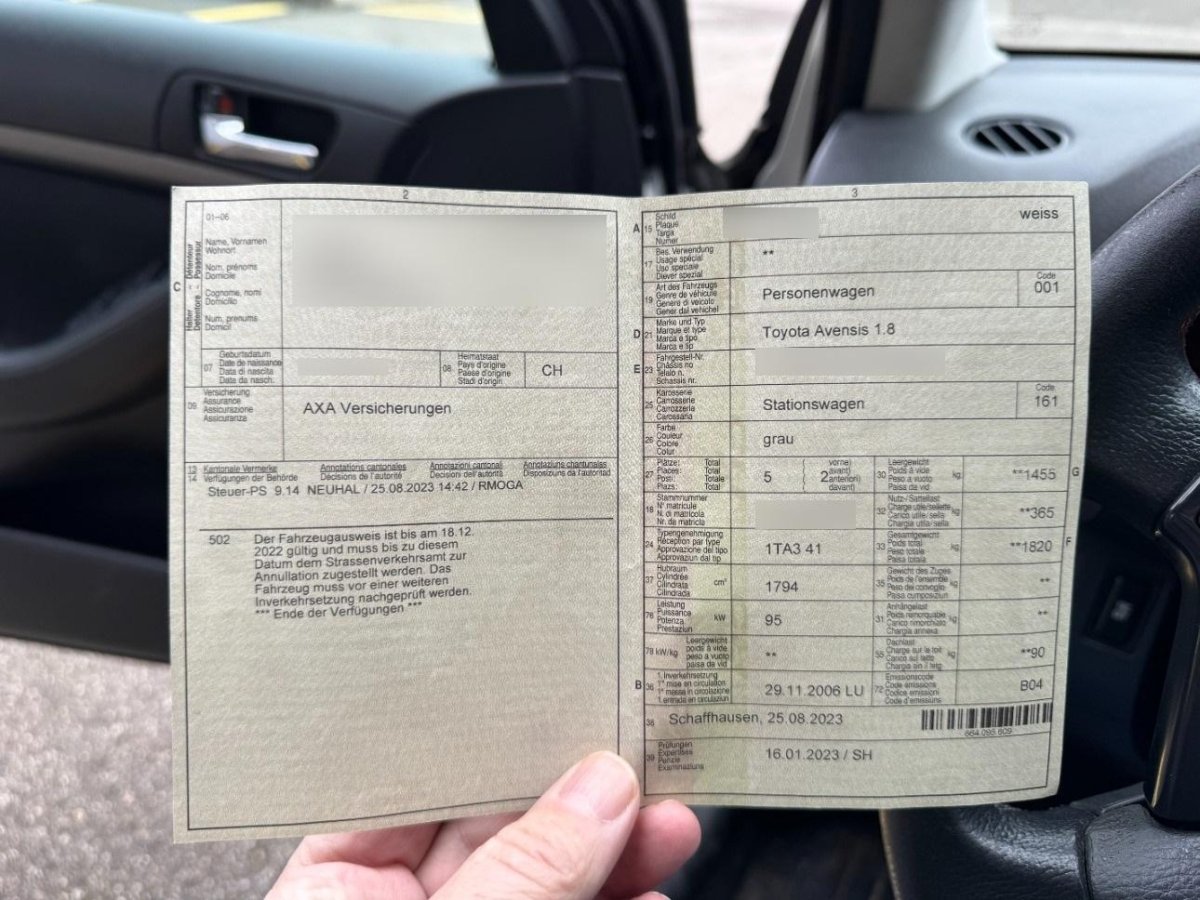 2
01–06
Name, Vornamen
Wohnort
Nom, prénoms
Domicile
Cognome, nomi
Domicilio
Num, prenums
Domicil
C
Halter
Détenteur
Detentore
Possessur
07
Geburtsdatum
Date de naissance
Data di nascita
Data da nasch.
08
Heimatstaat
Pays d'origine
Paese d'origine
Stadi d'origin
CH
09
Versicherung
Assurance
Assicurazione
Assicuranza
AXA Versicherungen
13
14
Kantonale Vermerke
Verfügungen der Behörde
Annotations cantonales
Décisions de l'autorité
Annotazioni cantonali
Decisioni dell'autorità
Annotaziuns chantunalas
Disposiziuns da l'autoritad
Steuer-PS 9.14 NEUHAL / 25.08.2023 14:42 / RMOGA
502 Der Fahrzeugausweis ist bis am 18.12.
2022 gültig und muss bis zu diesem
Datum dem Strassenverkehrsamt zur
Annullation zugestellt werden. Das
Fahrzeug muss vor einer weiteren
Inverkehrsetzung nachgeprüft werden.
*** Ende der Verfügungen ***
3
A 15
Schild
Plaque
Targa
Numer
weiss
17
Bes. Verwendung
Usage spécial
Uso speciale
Diever spezial
**
19
Art des Fahrzeugs
Genre de véhicule
Genere di veicolo
Gener dal vehichel
Personenwagen
Code
001
D 21
Marke und Typ
Marque et type
Marca e tipo
Marca e tip
Toyota Avensis 1.8
E 23
Fahrgestell-Nr.
Châssis no
Telaio n.
Schassis nr.
25
Karosserie
Carrosserie
Carrozzeria
Carossaria
Stationswagen
Code
161
26
Farbe
Couleur
Colore
Colur
grau
27
Plätze: Total
Places: Total
Posti: Totale
Plazs: Total
5
2
vorne)
avant)
anteriori)
davant)
30
Leergewicht
Poids à vide
Peso a vuoto
Paisa da vid
kg
**1455
G
18
Stammnummer
N° matricule
N. di matricola
Nr. da matricla
32
Nutz-/Sattellast
Charge utile/sellette
Carico utile/sella
Chargia utila/sella
kg
**365
24
Typengenehmigung
Réception par type
Approvazione del tipo
Approvaziun dal tip
1TA3 41
33
Gesamtgewicht
Poids total
Peso totale
Paisa totala
kg
**1820
F
37
Hubraum
Cylindrée
Cilindrata
Cilindrada
cm³
1794
35
Gewicht des Zuges
Poids de l'ensemble
Peso del convoglio
Paisa cumposiziun
kg
**
76
Leistung
Puissance
Potenza
Prestaziun
kW
95
31
Anhängelast
Poids remorquable
Carico rimorchiato
Chargia annexa
kg
**
78 kW/kg
Leergewicht
poids à vide
peso a vuoto
paisa da vid
**
55
Dachlast
Charge sur le toit
Carico sul tetto
Chargia sin il tetg
kg
**90
B 36
1. Inverkehrsetzung
1re mise en circulation
1a messa in circolazione
1. entrada en circulaziun
29.11.2006 LU
72
Emissionscode
Code émissions
Codice emissioni
Code d'emissiuns
B04
38
Schaffhausen, 25.08.2023
664.095.609
39
Prüfungen
Expertises
Perizie
Examinaziuns
16.01.2023 / SH